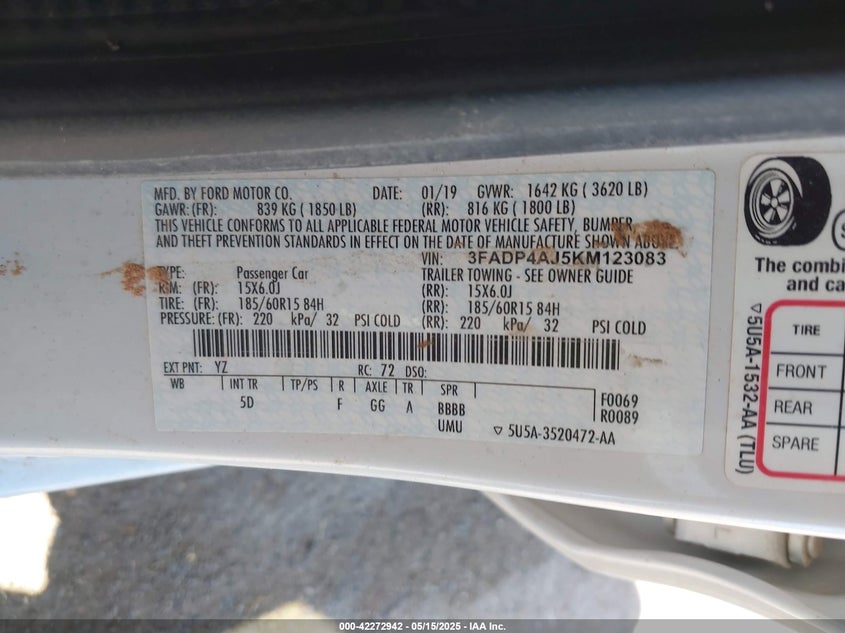 MFD. BY FORD MOTOR CO. DATE: 01/19 GVWR: 1642 KG ( 3620 LB)
GAWR: (FR): 839 KG ( 1850 LB) (RR): 816 KG ( 1800 LB)
THIS VEHICLE CONFORMS TO ALL APPLICABLE FEDERAL MOTOR VEHICLE SAFETY, BUMPER,
AND THEFT PREVENTION STANDARDS IN EFFECT ON THE DATE OF MANUFACTURE SHOWN ABOVE
VIN: 3FADP4AJ5KM123083
TYPE: Passenger Car TRAILER TOWING - SEE OWNER GUIDE
RIM: (FR): 15X6.0J (RR): 15X6.0J
TIRE: (FR): 185/60R15 84H (RR): 185/60R15 84H
PRESSURE: (FR): 220 kPa/ 32 PSI COLD (RR): 220 kPa/ 32 PSI COLD
EXT PNT: YZ RC: 72 DSO:
WB INT TR TP/PS R AXLE TR SPR
5D F GG A BBBB
UMU
F0069
R0089
▽ 5U5A-3520472-AA
The combi
and ca
TIRE
FRONT
REAR
SPARE
▽5U5A-1532-AA (TLU)
000-42272942 - 05/15/2025 - IAA Inc.